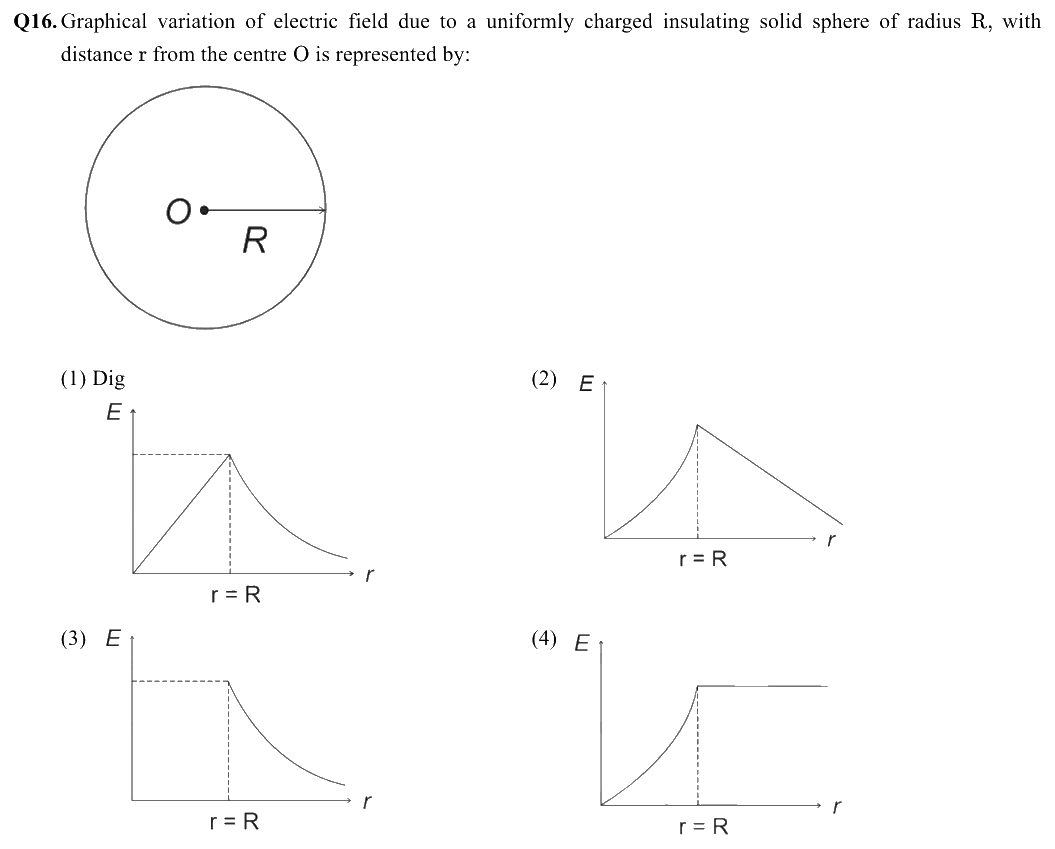 Q16. Graphical variation of electric field due to a uniformly charged insulating solid sphere of radius R, with
distance r from the centre O is represented by:
O
R
(1) Dig
E
r
r = R
(2) E
r
r = R
(3) E
r
r = R
(4) E
r
r = R